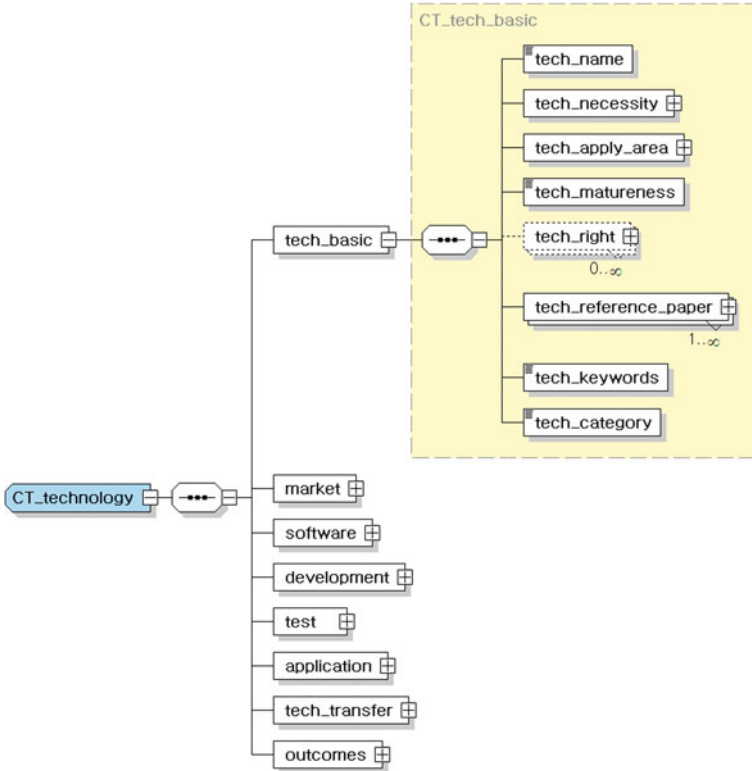 CT_tech_basic
tech_name
tech_necessity
tech_apply_area
tech_matureness
tech_basic
tech_right
0..∞
tech_reference_paper
1..∞
tech_keywords
tech_category
CT_technology
market
software
development
test
application
tech_transfer
outcomes